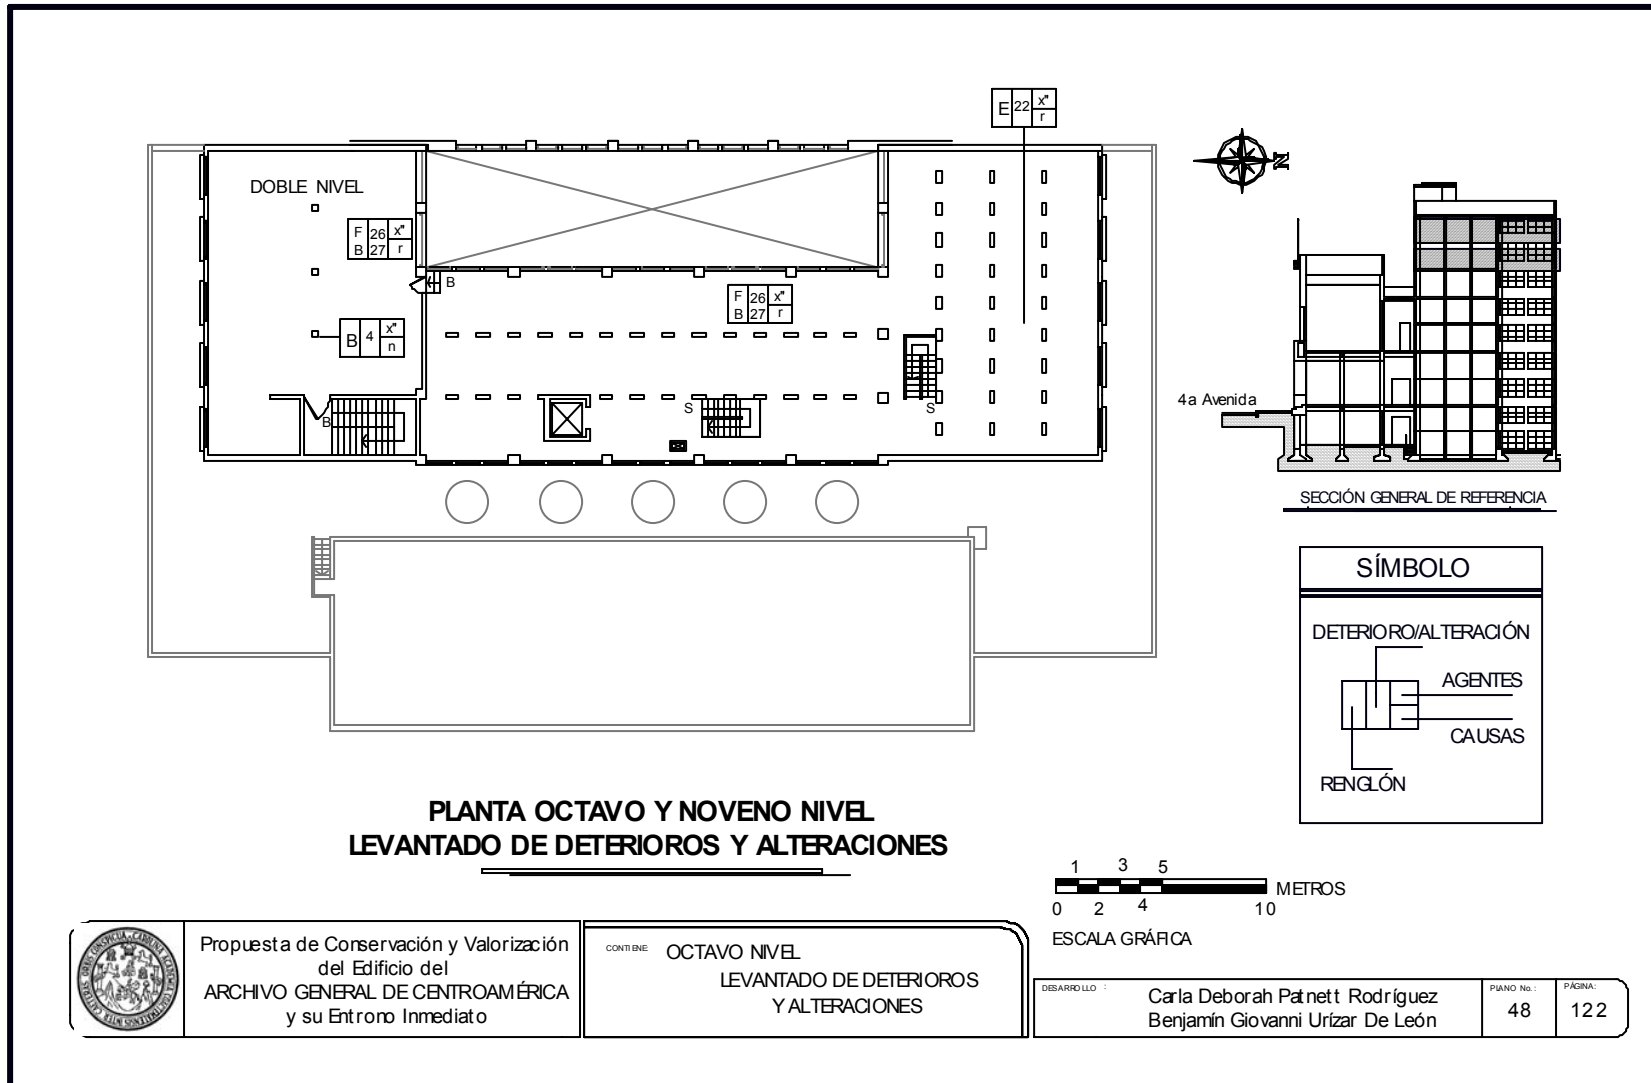 E 22 x" r
DOBLE NIVEL
F 26 x" r
B 27
B
F 26 x" r
B 27
B 4 x" n
B
S
S
N
4a Avenida
SECCIÓN GENERAL DE REFERENCIA
SÍMBOLO
DETERIORO/ALTERACIÓN
AGENTES
CAUSAS
RENGLÓN
PLANTA OCTAVO Y NOVENO NIVEL
LEVANTADO DE DETERIOROS Y ALTERACIONES
1 3 5
METROS
0 2 4 10
ESCALA GRÁFICA
Propuesta de Conservación y Valorización
del Edificio del
ARCHIVO GENERAL DE CENTROAMÉRICA
y su Entrono Inmediato
CONTIENE: OCTAVO NIVEL
LEVANTADO DE DETERIOROS
Y ALTERACIONES
DESARROLLO :
Carla Deborah Patnett Rodríguez
Benjamín Giovanni Urízar De León
PLANO No.:
48
PÁGINA:
122